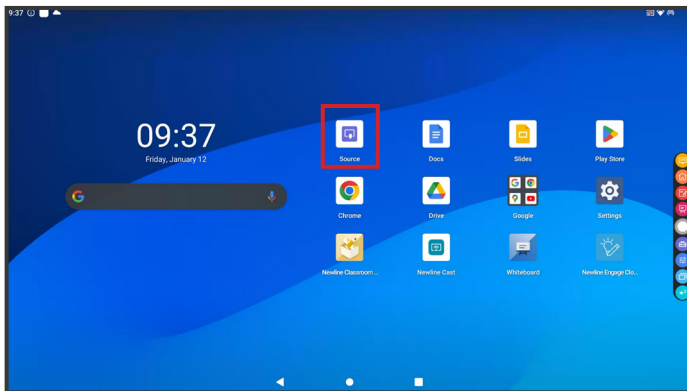 9:37
09:37
Friday, January 12
Source
Docs
Slides
Play Store
Chrome
Drive
Google
Settings
Newline Classroom ...
Newline Cast
Whiteboard
Newline Engage Clo...